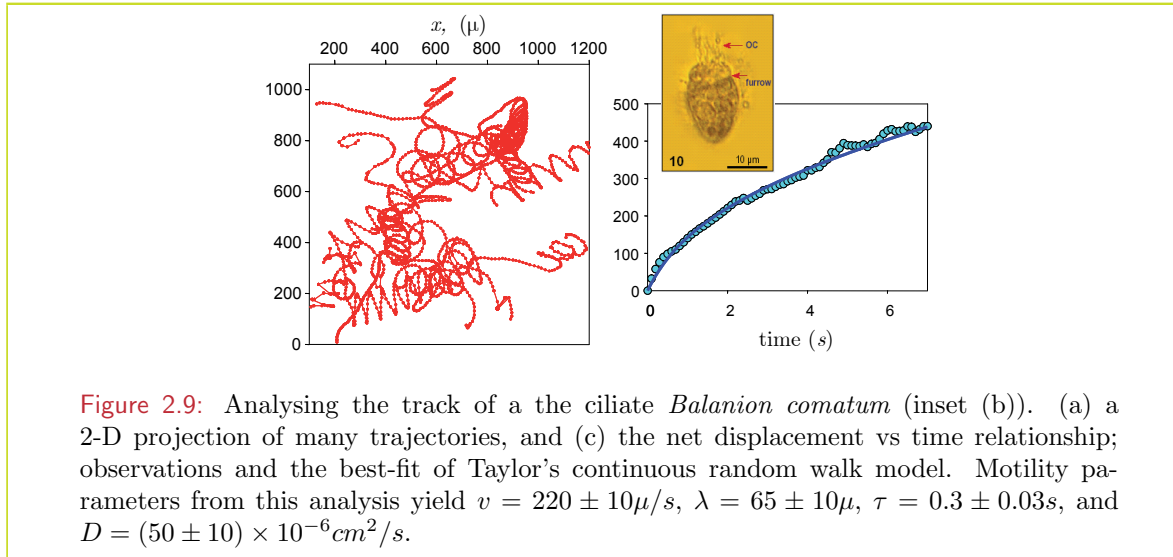 x, (μ)
200 400 600 800 1000 1200
1000
800
600
400
200
0
oc
furrow
10
10 μm
500
400
300
200
100
0
0 2 4 6
time (s)
Figure 2.9: Analysing the track of a the ciliate Balanion comatum (inset (b)). (a) a
2-D projection of many trajectories, and (c) the net displacement vs time relationship;
observations and the best-fit of Taylor's continuous random walk model. Motility pa-
rameters from this analysis yield v = 220 ± 10μ/s, λ = 65 ± 10μ, τ = 0.3 ± 0.03s, and
D = (50 ± 10) × 10⁻⁶cm²/s.